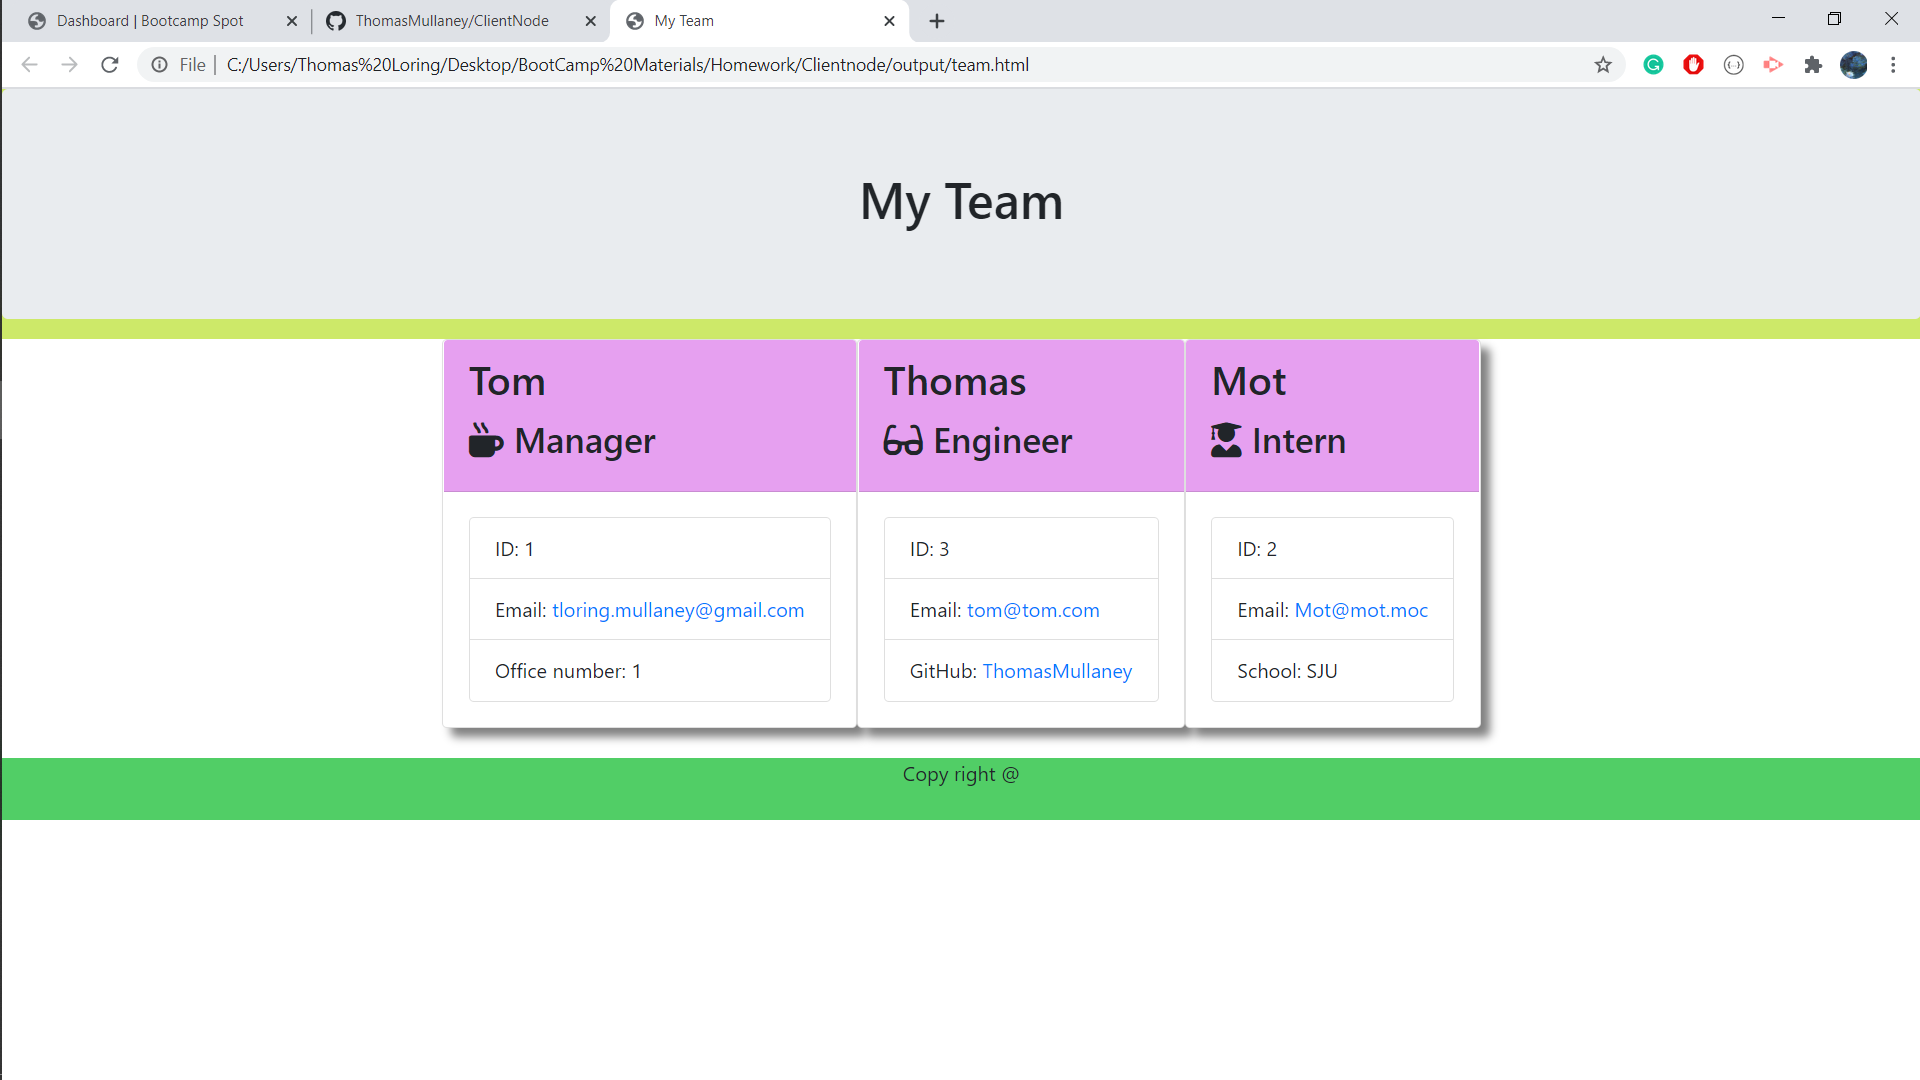 Dashboard | Bootcamp Spot
ThomasMullaney/ClientNode
My Team
File | C:/Users/Thomas%20Loring/Desktop/BootCamp%20Materials/Homework/Clientnode/output/team.html
My Team
Tom
Manager
ID: 1
Email: tloring.mullaney@gmail.com
Office number: 1
Thomas
Engineer
ID: 3
Email: tom@tom.com
GitHub: ThomasMullaney
Mot
Intern
ID: 2
Email: Mot@mot.moc
School: SJU
Copy right @